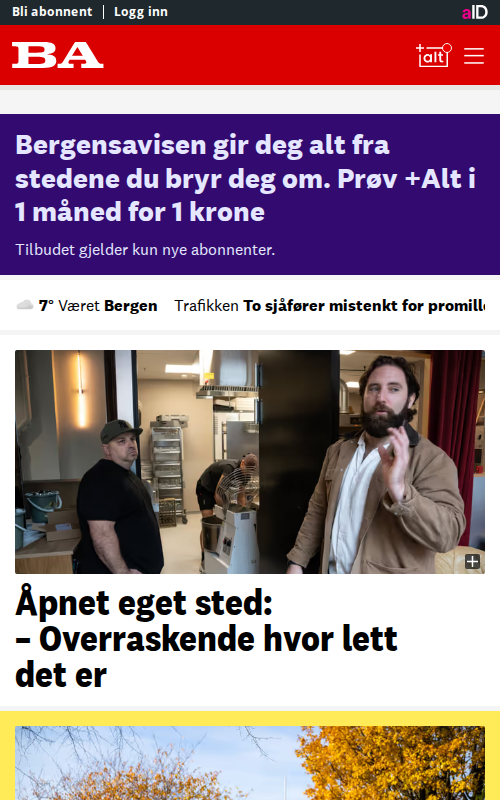 Bli abonnent | Logg inn
aID
BA
+alt
Bergensavisen gir deg alt fra
stedene du bryr deg om. Prøv +Alt i
1 måned for 1 krone
Tilbudet gjelder kun nye abonnenter.
7° Været Bergen Trafikken To sjåfører mistenkt for promille
Åpnet eget sted:
– Overraskende hvor lett
det er